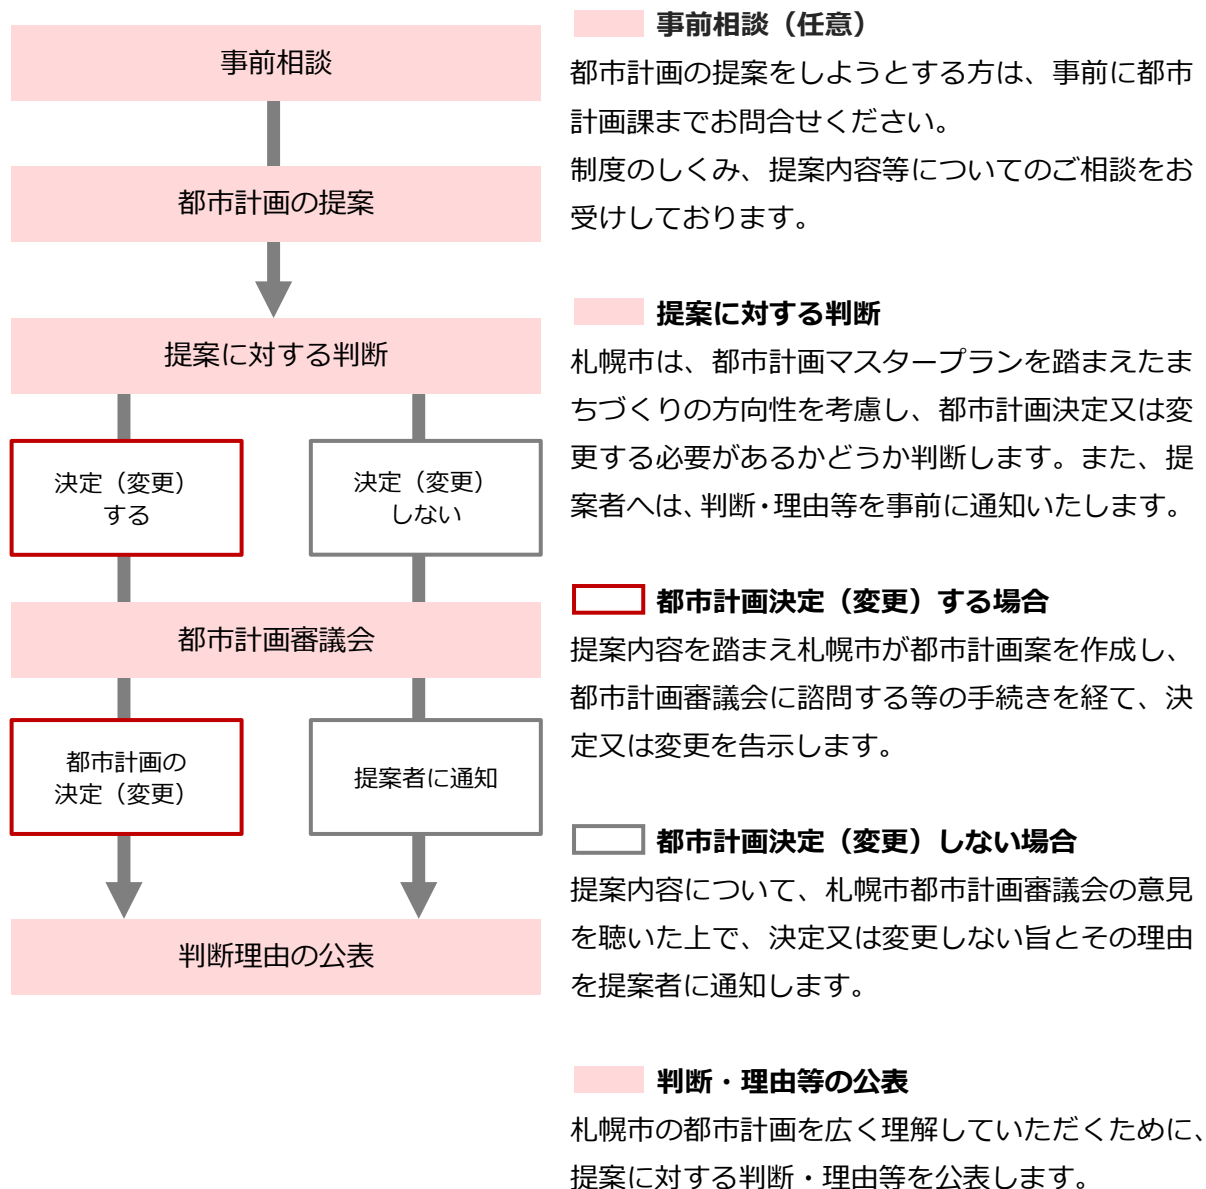 事前相談
都市計画の提案
提案に対する判断
決定（変更）
する
決定（変更）
しない
都市計画審議会
都市計画の
決定（変更）
提案者に通知
判断理由の公表
事前相談（任意）
都市計画の提案をしようとする方は、事前に都市
計画課までお問合せください。
制度のしくみ、提案内容等についてのご相談をお
受けしております。
提案に対する判断
札幌市は、都市計画マスタープランを踏まえたま
ちづくりの方向性を考慮し、都市計画決定又は変
更する必要があるかどうか判断します。また、提
案者へは、判断・理由等を事前に通知いたします。
都市計画決定（変更）する場合
提案内容を踏まえ札幌市が都市計画案を作成し、
都市計画審議会に諮問する等の手続きを経て、決
定又は変更を告示します。
都市計画決定（変更）しない場合
提案内容について、札幌市都市計画審議会の意見
を聴いた上で、決定又は変更しない旨とその理由
を提案者に通知します。
判断・理由等の公表
札幌市の都市計画を広く理解していただくために、
提案に対する判断・理由等を公表します。